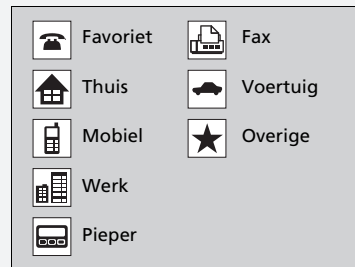 Favoriet
Thuis
Mobiel
Werk
Pieper
Fax
Voertuig
Overige